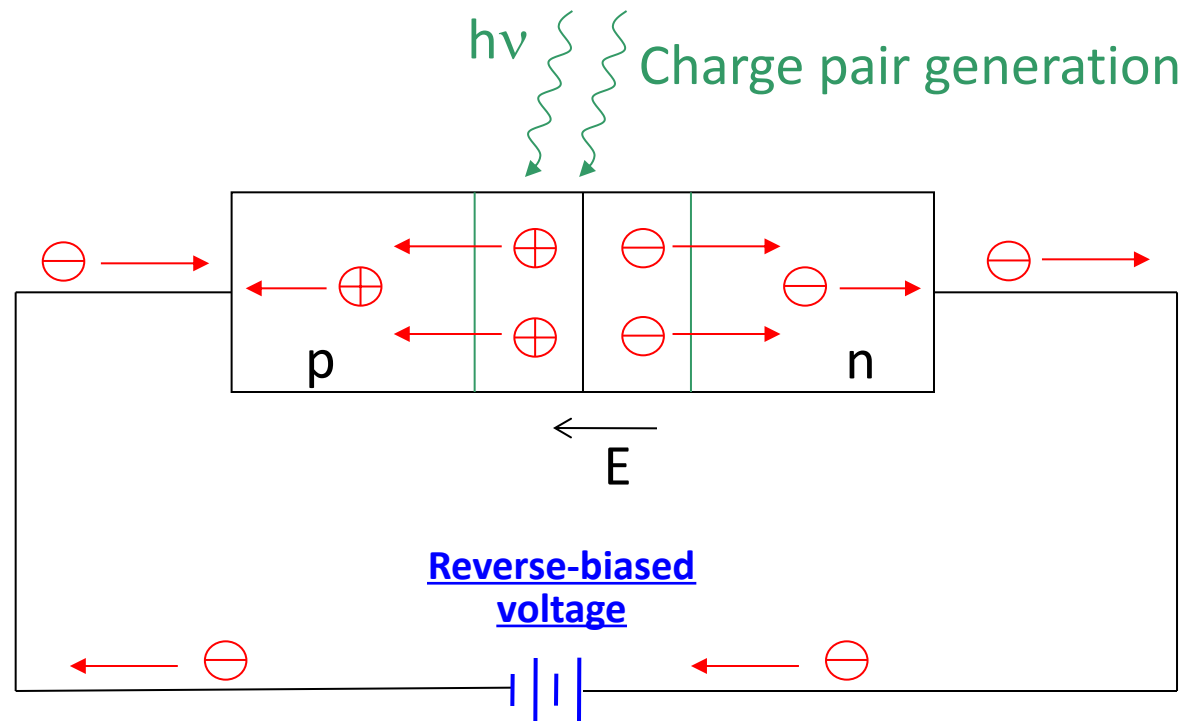 hν
Charge pair generation
p
n
E
Reverse-biased
voltage